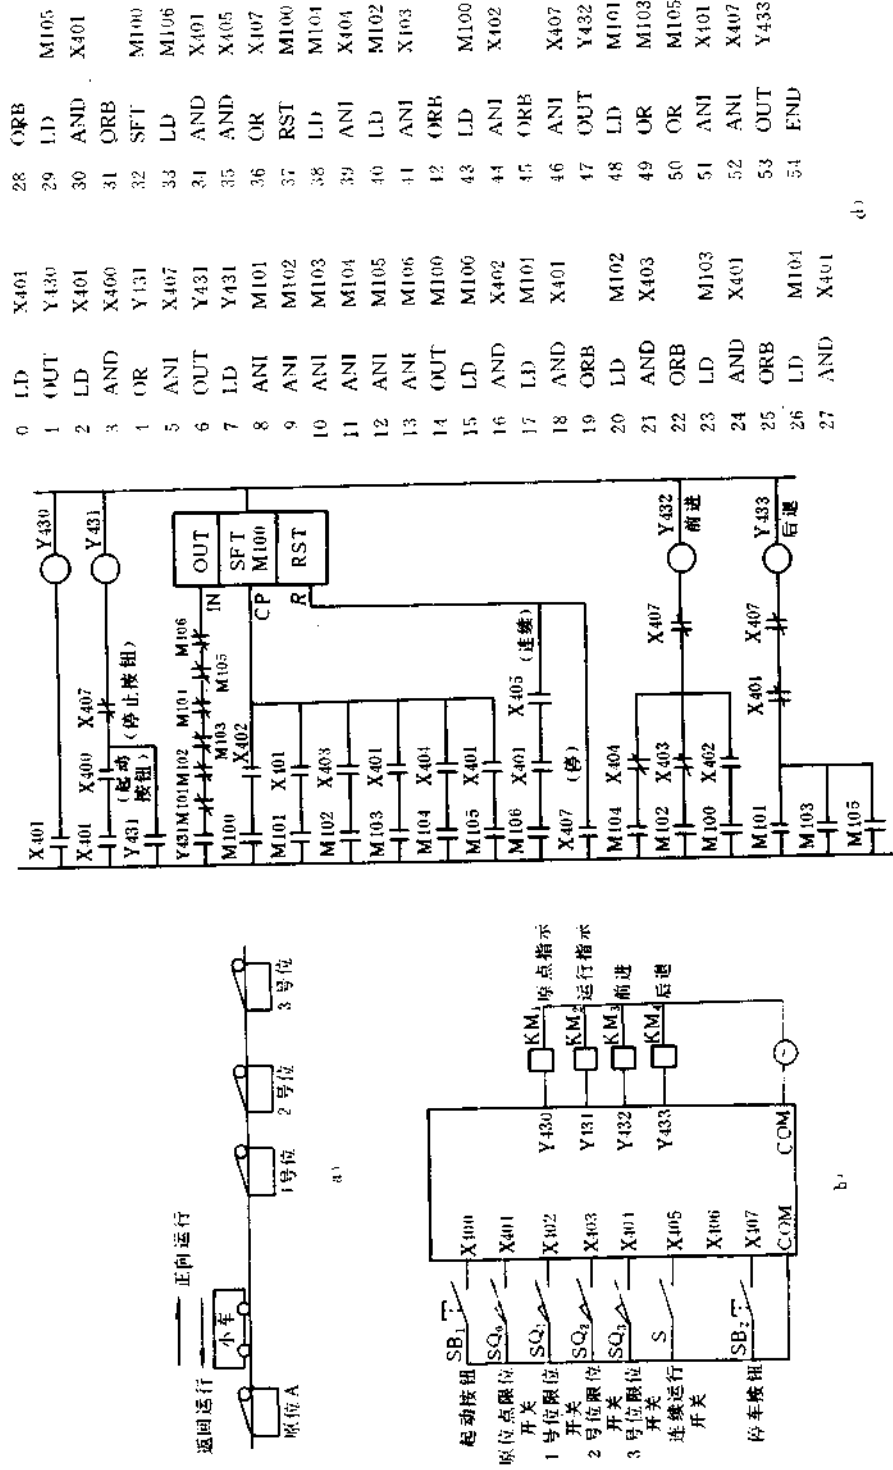 返回运行 正向运行
小车
原位A 1号位 2号位 3号位
a)
起动按钮 SB₁ X400
原位点限位开关 SQ₀ X401
1号位限位开关 SQ₁ X402
2号位限位开关 SQ₂ X403
3号位限位开关 SQ₃ X404
连续运行开关 S X405
X406
停车按钮 SB₂ X407
COM COM
Y430 KM₁ 原点指示
Y431 KM₂ 运行指示
Y432 KM₃ 前进
Y433 KM₄ 后退
b)
X401 Y430
X401 X400 X407 Y431
(起动按钮) (停止按钮)
Y431
Y431 M101 M102 M103 M104 M105 M106 IN OUT
M100 X402 CP SFT M100
M101 X401 R RST
M102 X403
M103 X401
M104 X404
M105 X401
M106 X401 X405 (连续)
X407 (停)
M104 X404 X407 Y432 前进
M102 X403
M100 X402
M101 X401 X407 Y433 后退
M103
M105
0 LD X401
1 OUT Y430
2 LD X401
3 AND X400
4 OR Y431
5 ANI X407
6 OUT Y431
7 LD Y431
8 ANI M101
9 ANI M102
10 ANI M103
11 ANI M104
12 ANI M105
13 ANI M106
14 OUT M100
15 LD M100
16 AND X402
17 LD M101
18 AND X401
19 ORB
20 LD M102
21 AND X403
22 ORB
23 LD M103
24 AND X401
25 ORB
26 LD M104
27 AND X401
28 ORB
29 LD M105
30 AND X401
31 ORB
32 SFT M100
33 LD M106
34 AND X401
35 AND X405
36 OR X407
37 RST M100
38 LD M104
39 ANI X404
40 LD M102
41 ANI X403
42 ORB
43 LD M100
44 ANI X402
45 ORB
46 ANI X407
47 OUT Y432
48 LD M101
49 OR M103
50 OR M105
51 ANI X401
52 ANI X407
53 OUT Y433
54 END
d)